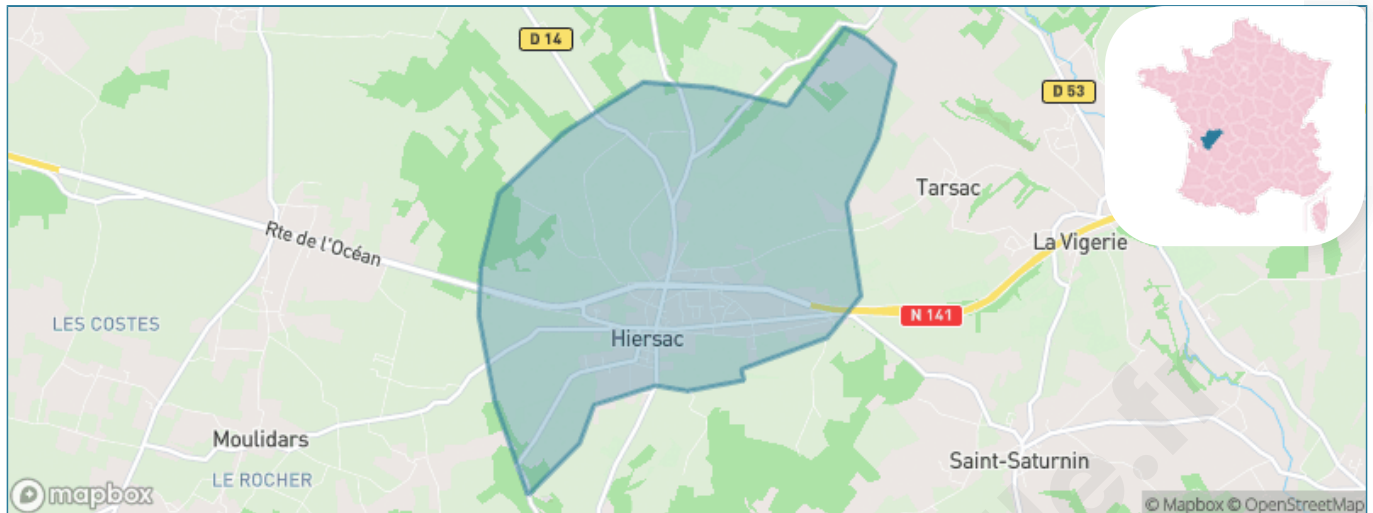 D 14
D 53
Tarsac
La Vigerie
Rte de l'Océan
N 141
LES COSTES
Hiersac
Moulidars
Saint-Saturnin
LE ROCHER
mapbox
© Mapbox © OpenStreetMap